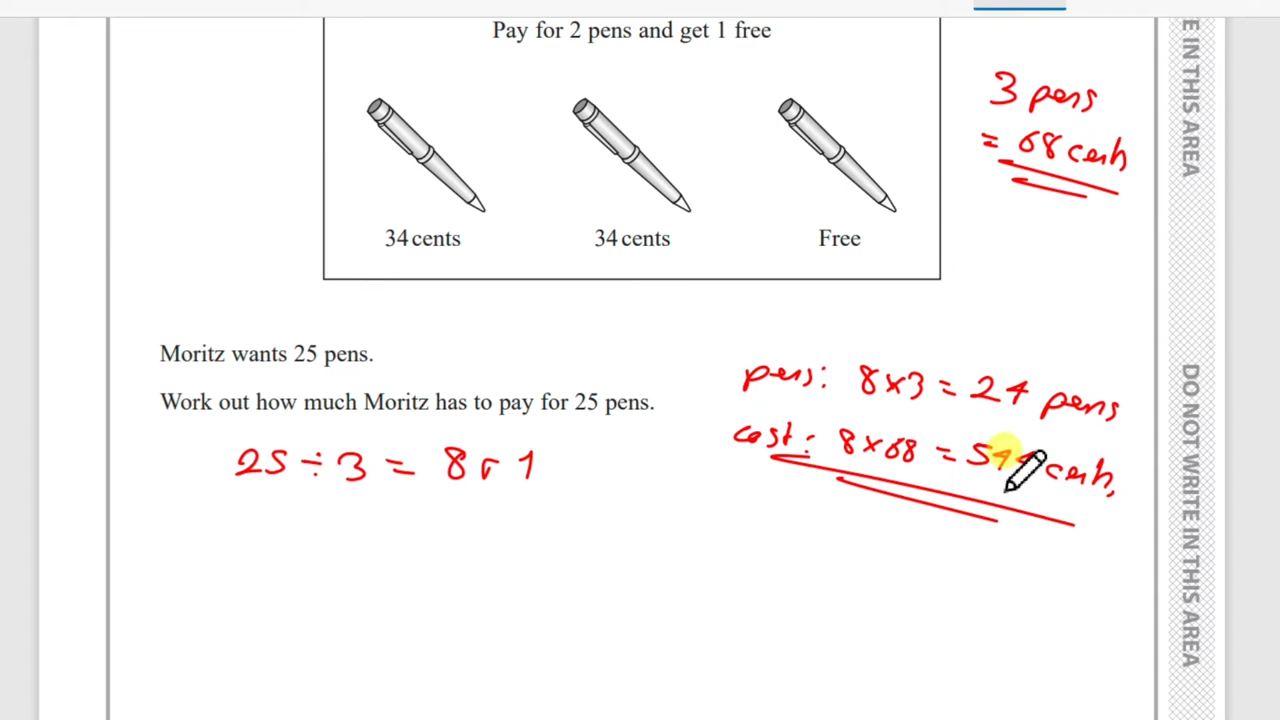 Pay for 2 pens and get 1 free
3 pens
= 68 cents
34 cents
34 cents
Free
Moritz wants 25 pens.
Work out how much Moritz has to pay for 25 pens.
25 ÷ 3 = 8 r 1
pens: 8 × 3 = 24 pens
cost: 8 × 68 = 544 cents
E IN THIS AREA
DO NOT WRITE IN THIS AREA